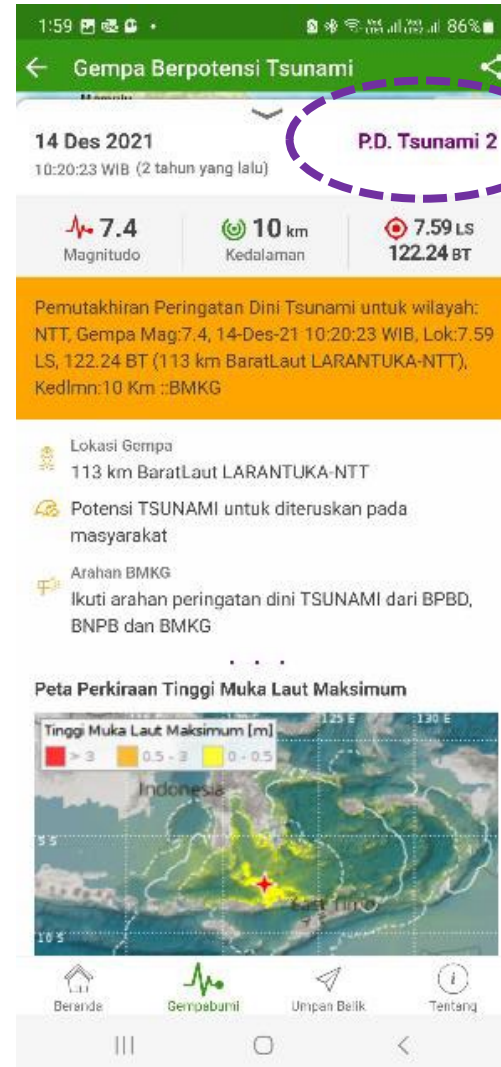 1:59 86%
Gempa Berpotensi Tsunami
14 Des 2021 P.D. Tsunami 2
10:20:23 WIB (2 tahun yang lalu)
7.4 10 km 7.59 LS
Magnitudo Kedalaman 122.24 BT
Pemutakhiran Peringatan Dini Tsunami untuk wilayah:
NTT, Gempa Mag:7.4, 14-Des-21 10:20:23 WIB, Lok:7.59
LS, 122.24 BT (113 km BaratLaut LARANTUKA-NTT),
Kedlmn:10 Km ::BMKG
Lokasi Gempa
113 km BaratLaut LARANTUKA-NTT
Potensi TSUNAMI untuk diteruskan pada
masyarakat
Arahan BMKG
Ikuti arahan peringatan dini TSUNAMI dari BPBD,
BNPB dan BMKG
. . .
Peta Perkiraan Tinggi Muka Laut Maksimum
Tinggi Muka Laut Maksimum [m] 125 E 130 E
> 3 0.5 - 3 0 - 0.5
Indonesia
5 S
East Timor
10 S
Beranda Gempabumi Umpan Balik Tentang